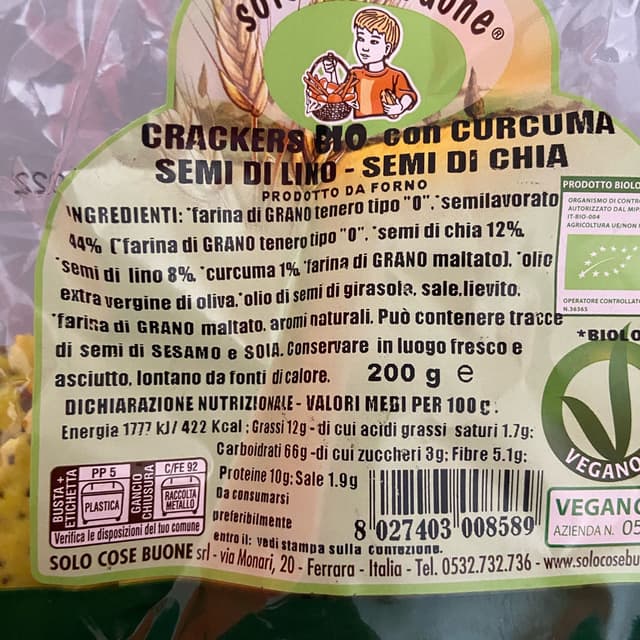 CRACKERS BIO con CURCUMA
SEMI DI LINO - SEMI DI CHIA
PRODOTTO DA FORNO
INGREDIENTI: *farina di GRANO tenero tipo "0", *semilavorato
44% (*farina di GRANO tenero tipo "0", *semi di chia 12%,
*semi di lino 8%, *curcuma 1%, *farina di GRANO maltato), *olio
extra vergine di oliva, *olio di semi di girasole, sale, lievito,
*farina di GRANO maltato, aromi naturali. Può contenere tracce
di semi di SESAMO e SOIA. Conservare in luogo fresco e
asciutto, lontano da fonti di calore. 200 g e
DICHIARAZIONE NUTRIZIONALE - VALORI MEDI PER 100 G:
Energia 1777 kJ/ 422 Kcal; Grassi 12g - di cui acidi grassi saturi 1.7g;
Carboidrati 66g - di cui zuccheri 3g; Fibre 5.1g;
Proteine 10g; Sale 1.9g
Da consumarsi
preferibilmente
entro il: vedi stampa sulla confezione.
8 027403 008589
BUSTA + ETICHETTA
PP 5
PLASTICA
GANCIO CHIUSURA
C/FE 92
RACCOLTA METALLO
Verifica le disposizioni del tuo comune
SOLO COSE BUONE srl - via Monari, 20 - Ferrara - Italia - Tel. 0532.732.736 - www.solocosebu
PRODOTTO BIOLO
ORGANISMO DI CONTR
AUTORIZZATO DAL MIP
IT-BIO-004
AGRICOLTURA UE/NON
OPERATORE CONTROLLAT
N.36365
*BIOLO
VEGANO
VEGANO
AZIENDA N. 05